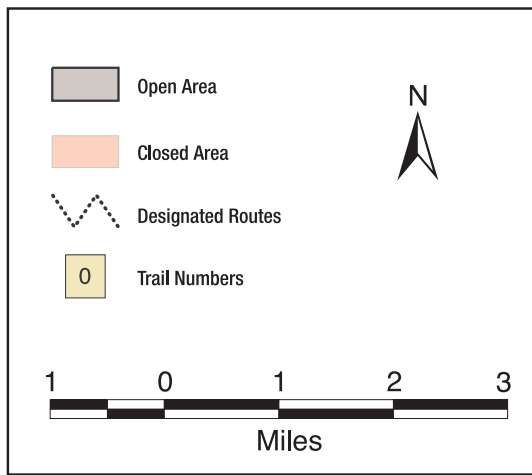 Open Area
N
Closed Area
Designated Routes
0
Trail Numbers
1 0 1 2 3
Miles